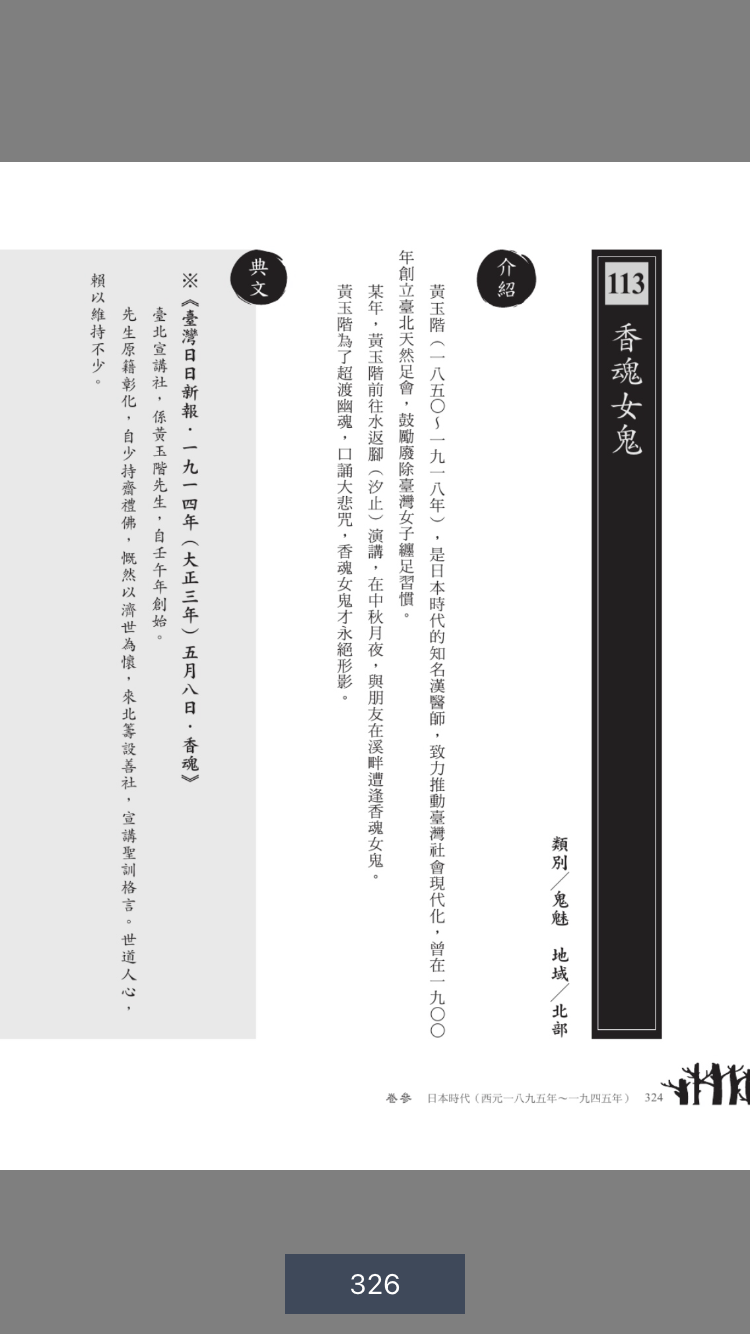 113 香魂女鬼
類別／鬼魅　地域／北部
介紹
黃玉階（一八五〇～一九一八年），是日本時代的知名漢醫師，致力推動臺灣社會現代化，曾在一九〇〇
年創立臺北天然足會，鼓勵廢除臺灣女子纏足習慣。
某年，黃玉階前往水返腳（汐止）演講，在中秋月夜，與朋友在溪畔遭逢香魂女鬼。
黃玉階為了超渡幽魂，口誦大悲咒，香魂女鬼才永絕形影。
典文
※《臺灣日日新報．一九一四年（大正三年）五月八日．香魂》
臺北宣講社，係黃玉階先生，自壬午年創始。
先生原籍彰化，自少持齋禮佛，慨然以濟世為懷，來北籌設善社，宣講聖訓格言。世道人心，
賴以維持不少。
卷參　日本時代（西元一八九五年～一九四五年）　324
326